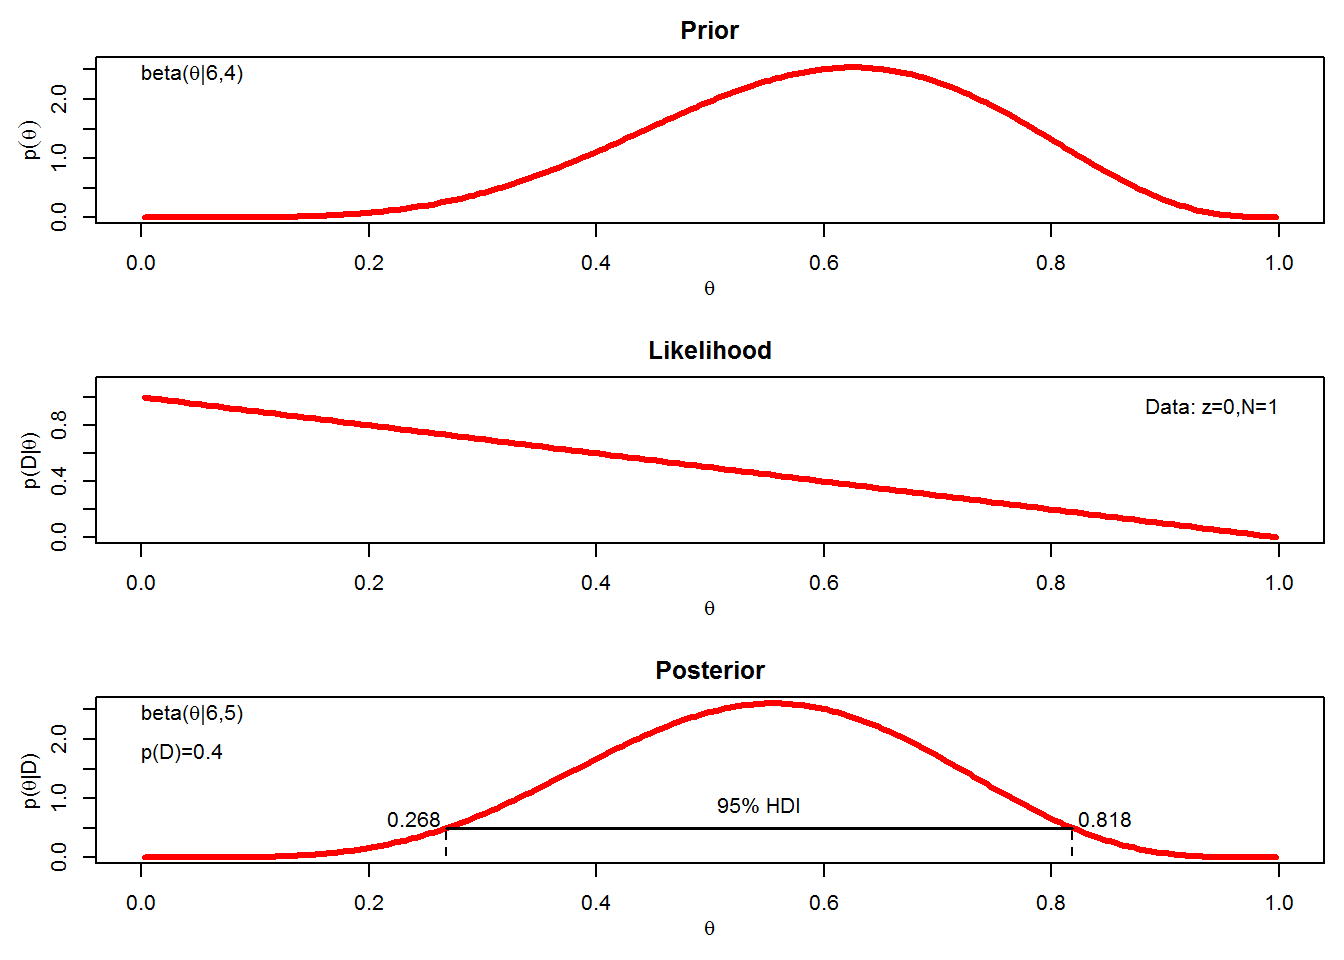 Prior
beta(θ|6,4)
p(θ)
0.0 1.0 2.0
0.0 0.2 0.4 0.6 0.8 1.0
θ
Likelihood
Data: z=0,N=1
p(D|θ)
0.0 0.4 0.8
0.0 0.2 0.4 0.6 0.8 1.0
θ
Posterior
beta(θ|6,5)
p(D)=0.4
p(θ|D)
0.0 1.0 2.0
95% HDI
0.268 0.818
0.0 0.2 0.4 0.6 0.8 1.0
θ